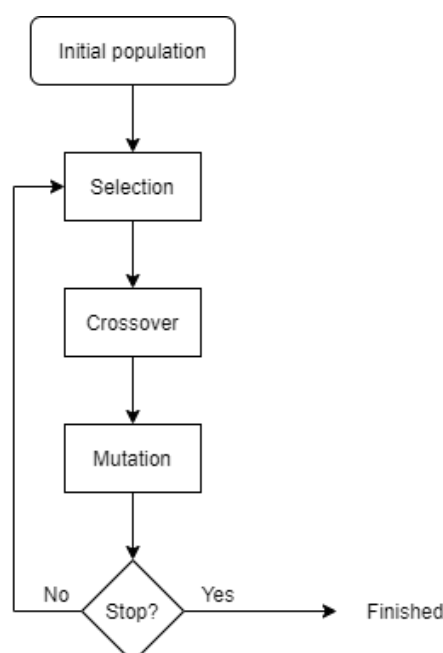 Initial population
Selection
Crossover
Mutation
No
Stop?
Yes
Finished